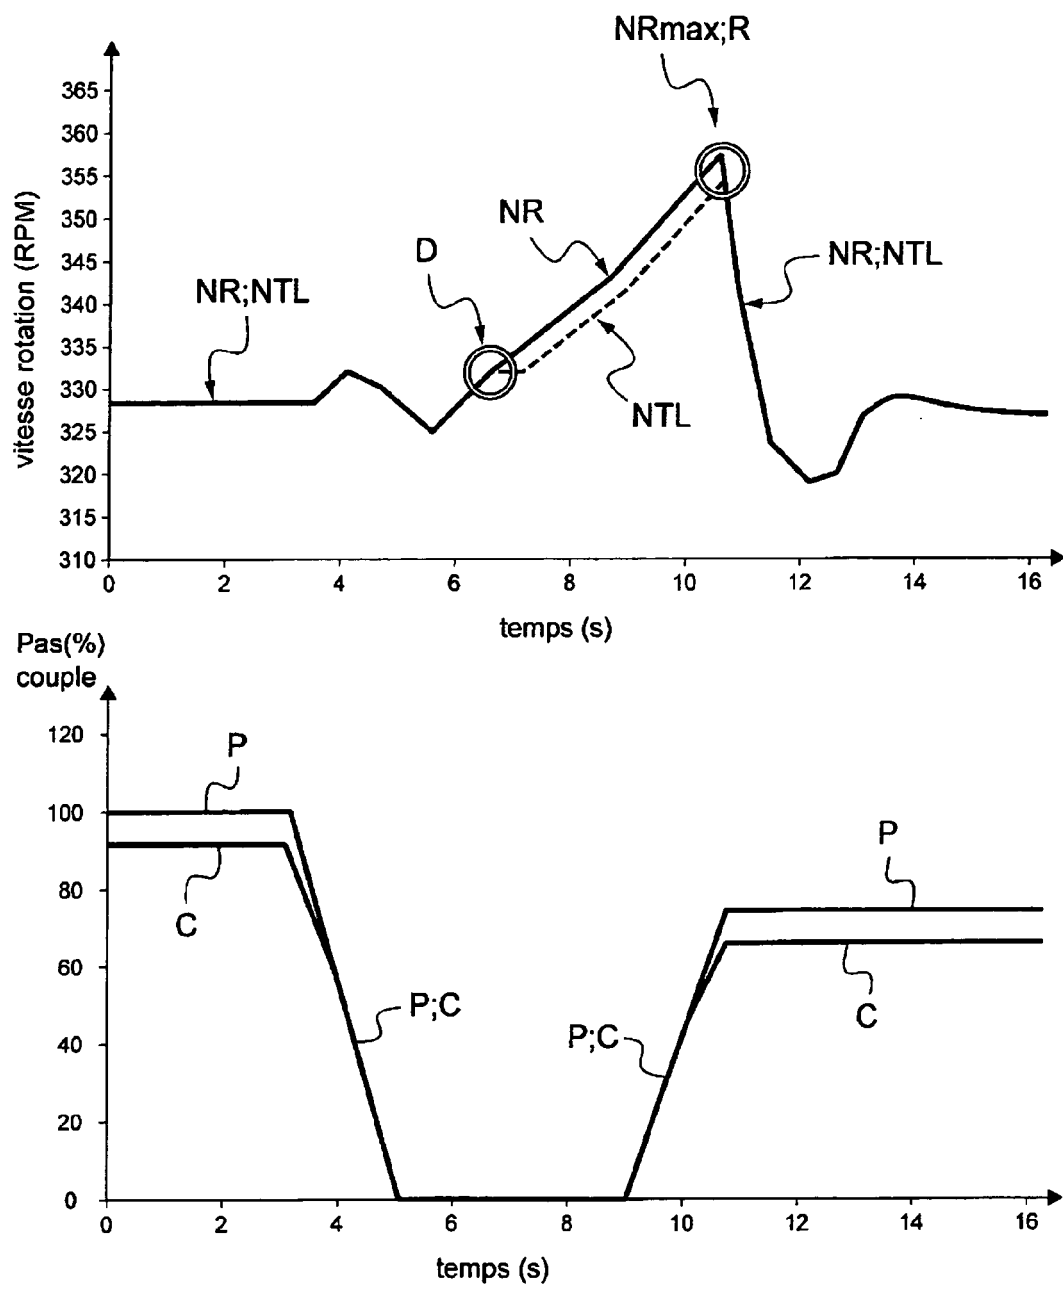 NRmax;R
365
360
355
350
345
340
335
330
325
320
315
310
vitesse rotation (RPM)
NR
D
NR;NTL
NR;NTL
NTL
0 2 4 6 8 10 12 14 16
temps (s)
Pas(%)
couple
120
100
80
60
40
20
0
P
C
P;C
P;C
P
C
0 2 4 6 8 10 12 14 16
temps (s)